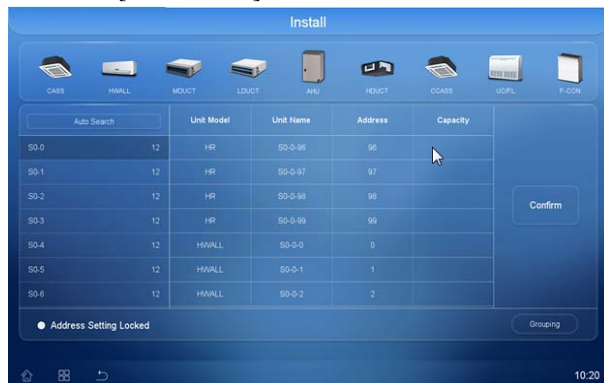 Install
CASS HWALL MDUCT LDUCT AHU HDUCT CCASS UC/FL F-CON
Auto Search Unit Model Unit Name Address Capacity
S0-0 12 HR S0-0-96 96
S0-1 12 HR S0-0-97 97
S0-2 12 HR S0-0-98 98
S0-3 12 HR S0-0-99 99
Confirm
S0-4 12 HWALL S0-0-0 0
S0-5 12 HWALL S0-0-1 1
S0-6 12 HWALL S0-0-2 2
Address Setting Locked Grouping
10:20